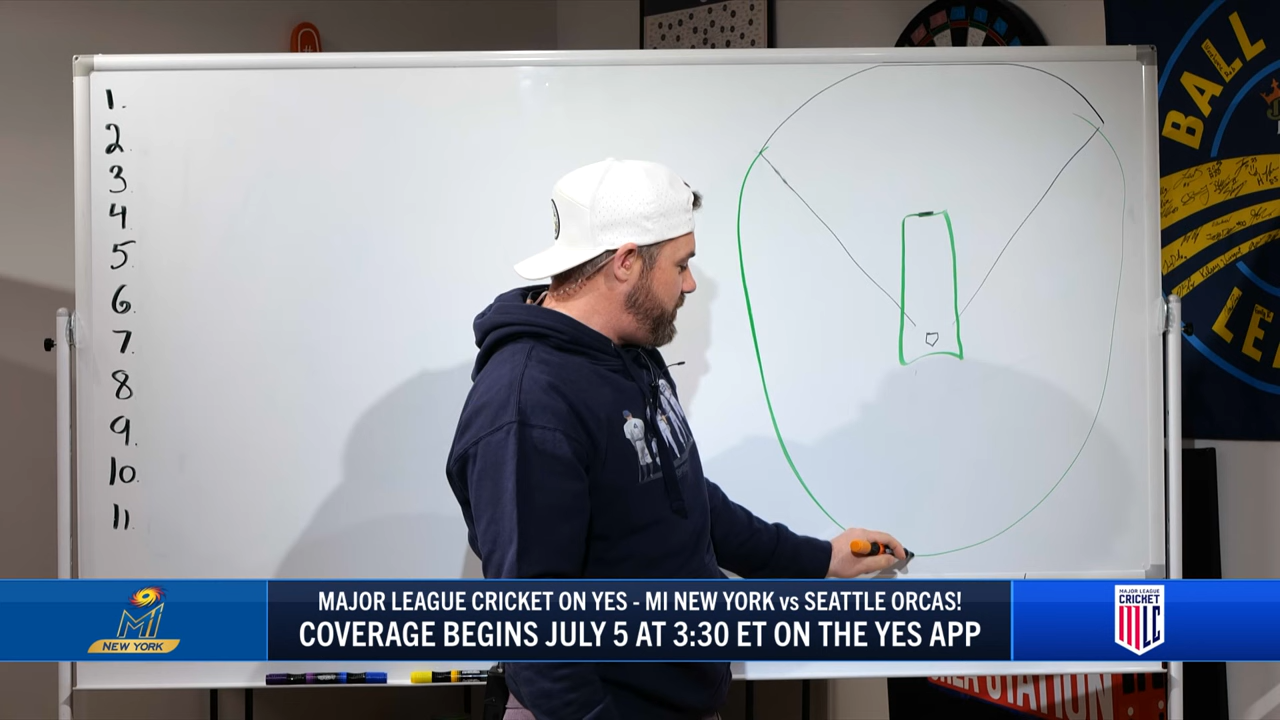 1.
2
3
4
5.
6.
7.
8
9.
10.
11.
BALL
LE
MAJOR LEAGUE CRICKET ON YES - MI NEW YORK vs SEATTLE ORCAS!
COVERAGE BEGINS JULY 5 AT 3:30 ET ON THE YES APP
MI
NEW YORK
MAJOR LEAGUE
CRICKET
MLC
STATION